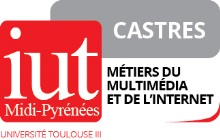 CASTRES
iut
Midi-Pyrénées
MÉTIERS DU
MULTIMÉDIA
ET DE L'INTERNET
UNIVERSITÉ TOULOUSE III